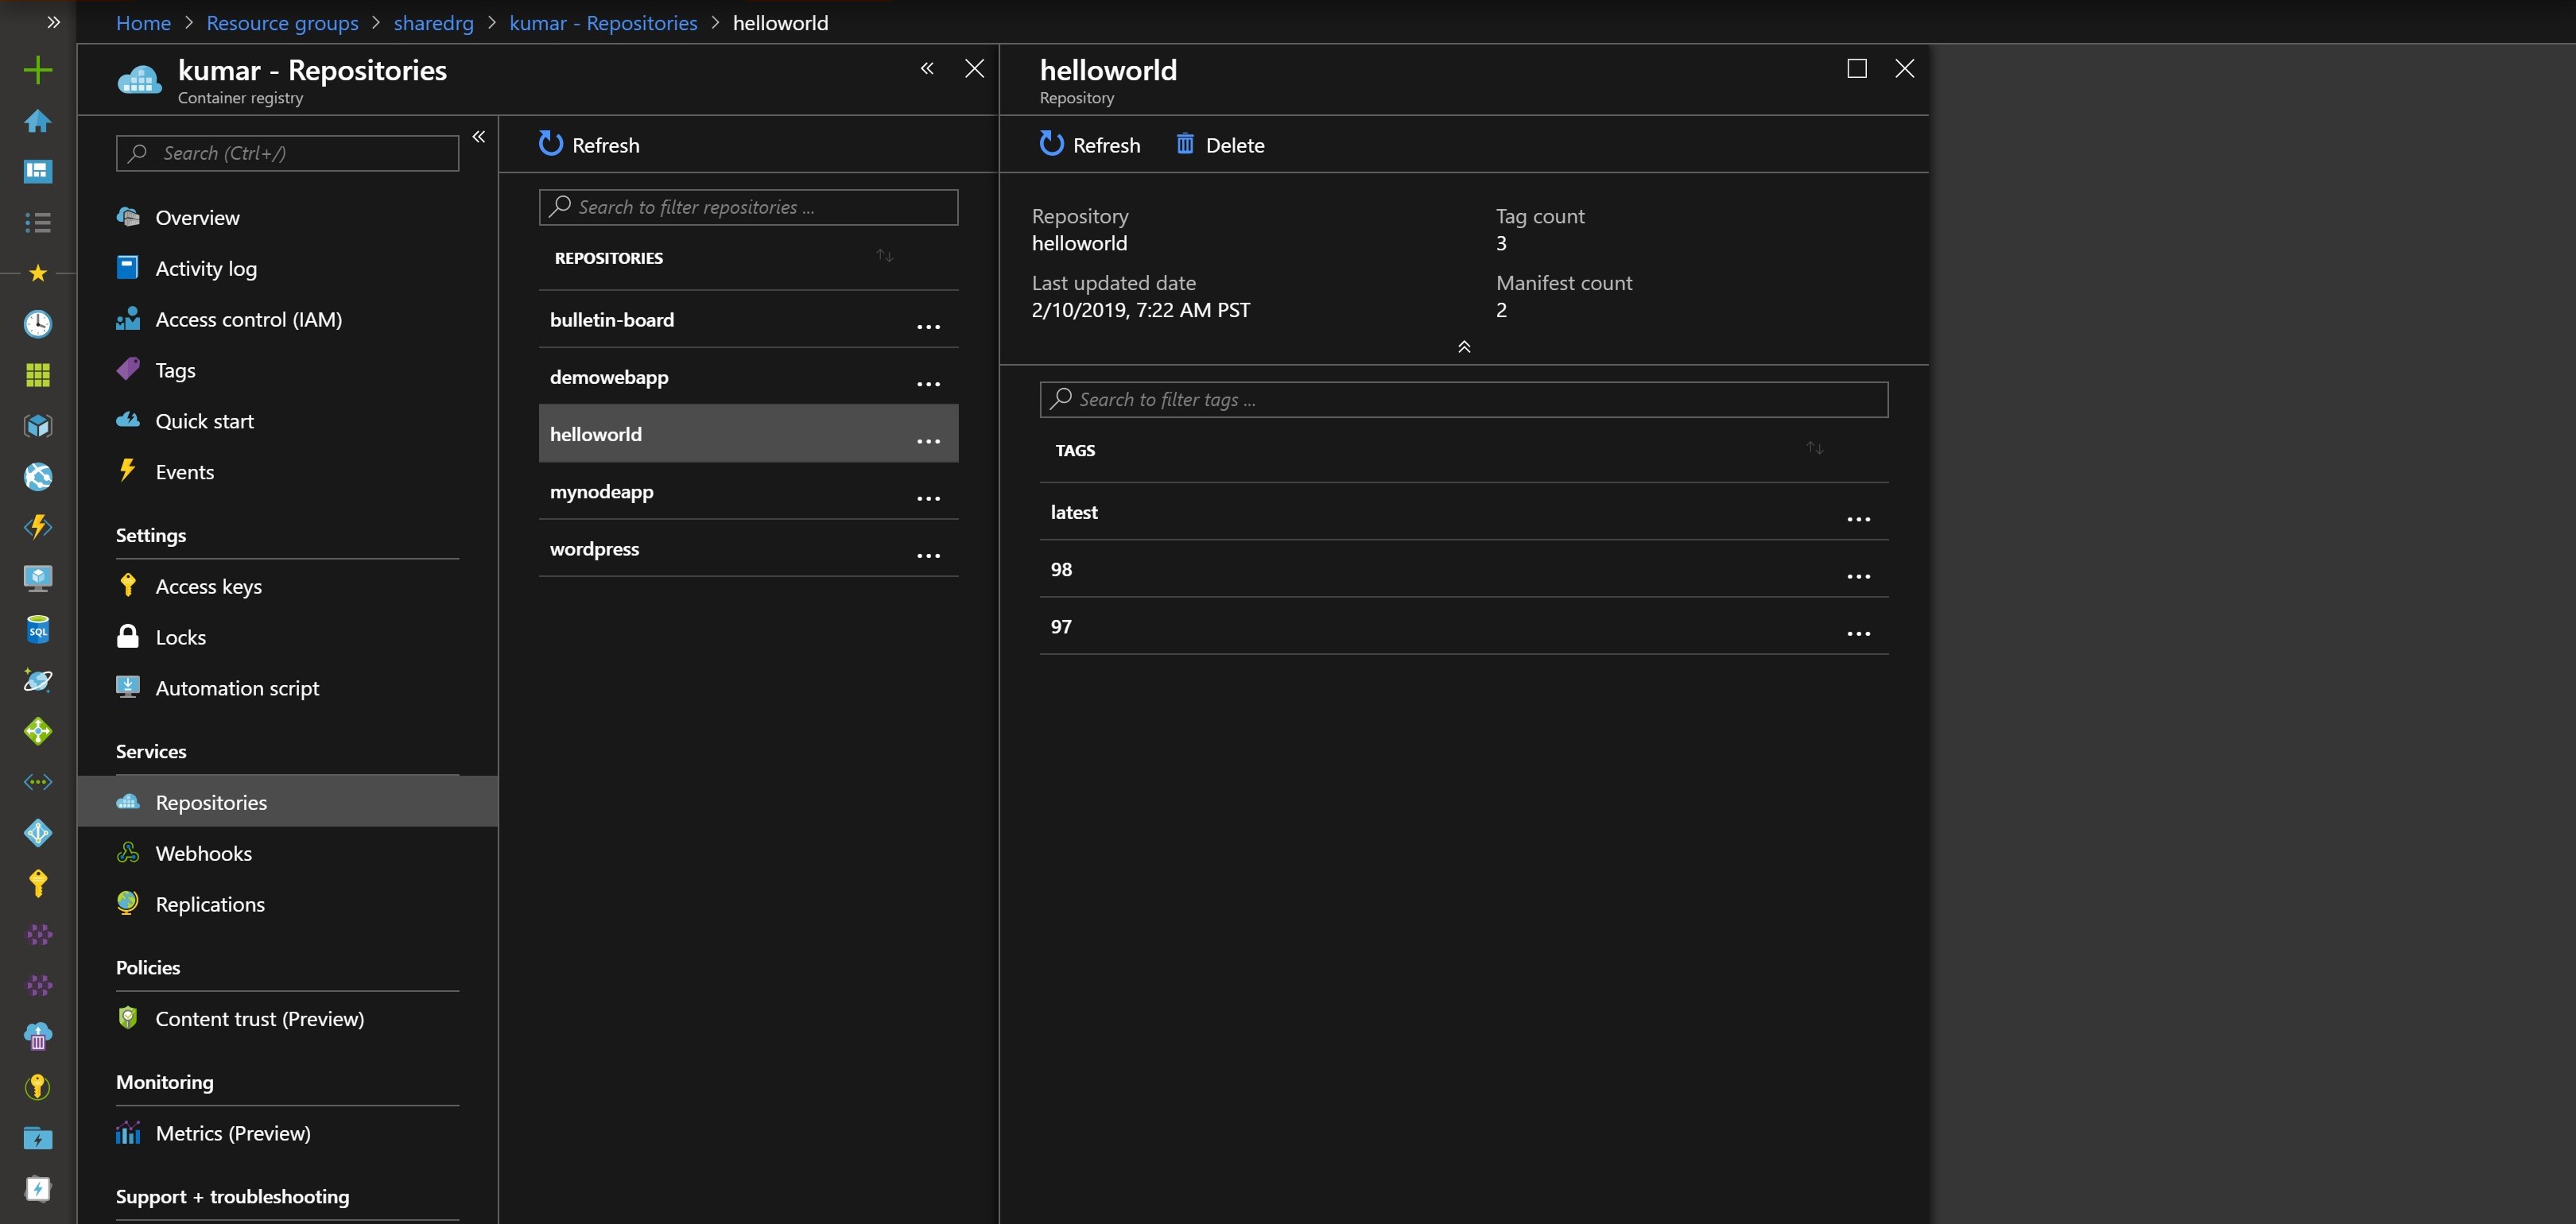 Home > Resource groups > sharedrg > kumar - Repositories > helloworld
kumar - Repositories
Container registry
Search (Ctrl+/)
Overview
Activity log
Access control (IAM)
Tags
Quick start
Events
Settings
Access keys
Locks
Automation script
Services
Repositories
Webhooks
Replications
Policies
Content trust (Preview)
Monitoring
Metrics (Preview)
Support + troubleshooting
Refresh
Search to filter repositories ...
REPOSITORIES
bulletin-board ...
demowebapp ...
helloworld ...
mynodeapp ...
wordpress ...
helloworld
Repository
Refresh Delete
Repository
helloworld
Last updated date
2/10/2019, 7:22 AM PST
Tag count
3
Manifest count
2
Search to filter tags ...
TAGS
latest ...
98 ...
97 ...
SQL